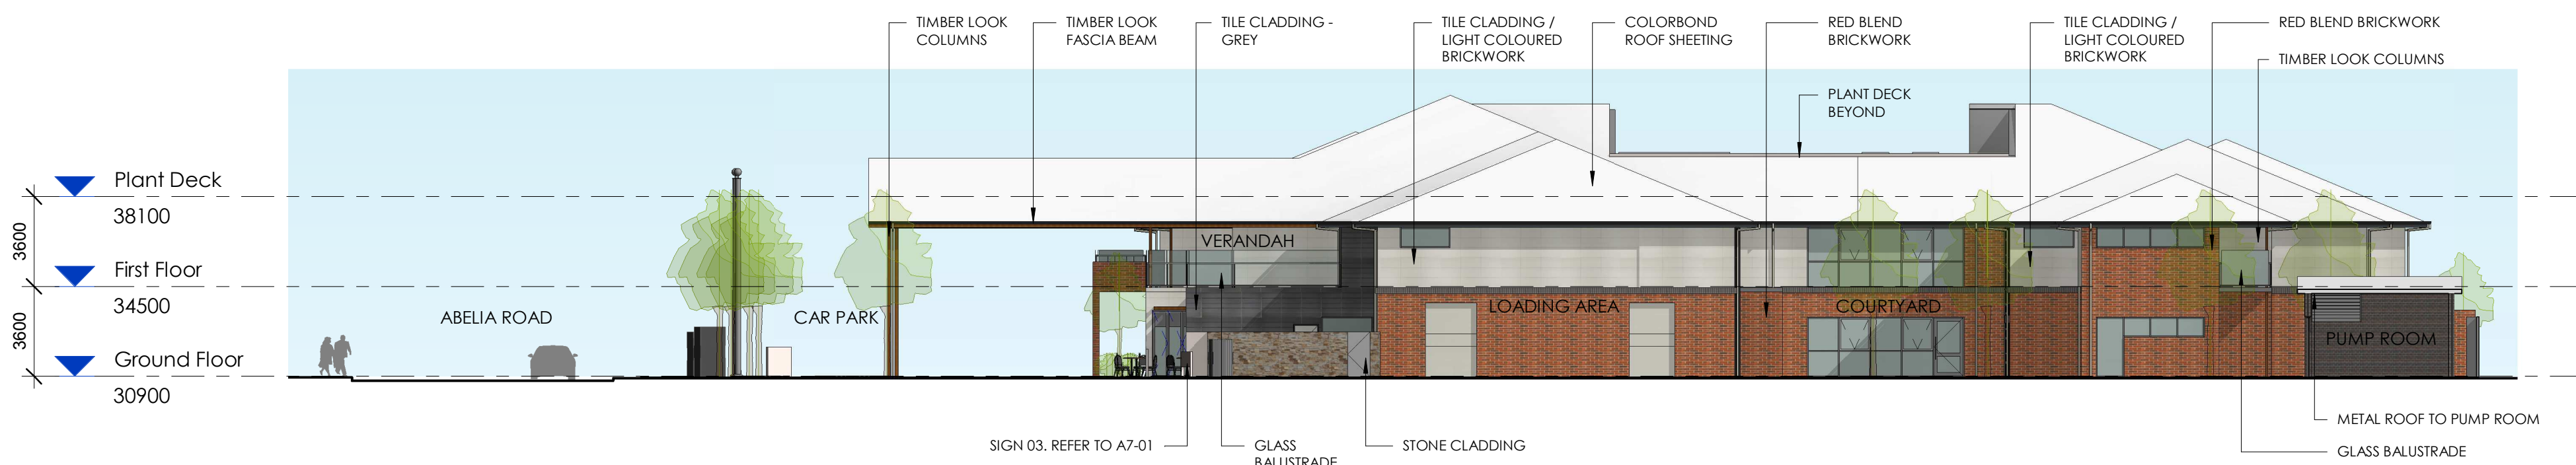 TIMBER LOOK
COLUMNS
TIMBER LOOK
FASCIA BEAM
TILE CLADDING -
GREY
TILE CLADDING /
LIGHT COLOURED
BRICKWORK
COLORBOND
ROOF SHEETING
RED BLEND
BRICKWORK
TILE CLADDING /
LIGHT COLOURED
BRICKWORK
RED BLEND BRICKWORK
TIMBER LOOK COLUMNS
PLANT DECK
BEYOND
Plant Deck
38100
3600
First Floor
34500
3600
Ground Floor
30900
ABELIA ROAD
CAR PARK
VERANDAH
LOADING AREA
COURTYARD
PUMP ROOM
SIGN 03. REFER TO A7-01
GLASS
BALUSTRADE
STONE CLADDING
METAL ROOF TO PUMP ROOM
GLASS BALUSTRADE